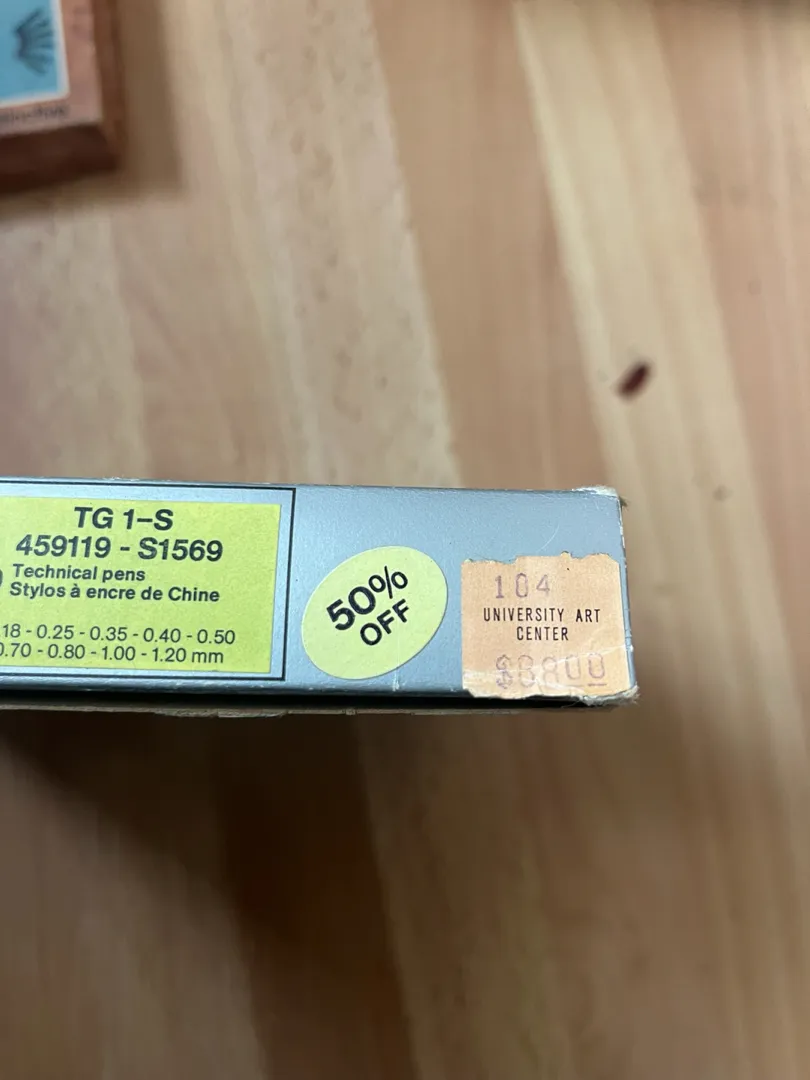 TG 1-S
459119 - S1569
Technical pens
Stylos à encre de Chine
18 - 0.25 - 0.35 - 0.40 - 0.50
0.70 - 0.80 - 1.00 - 1.20 mm
50%
OFF
104
UNIVERSITY ART
CENTER